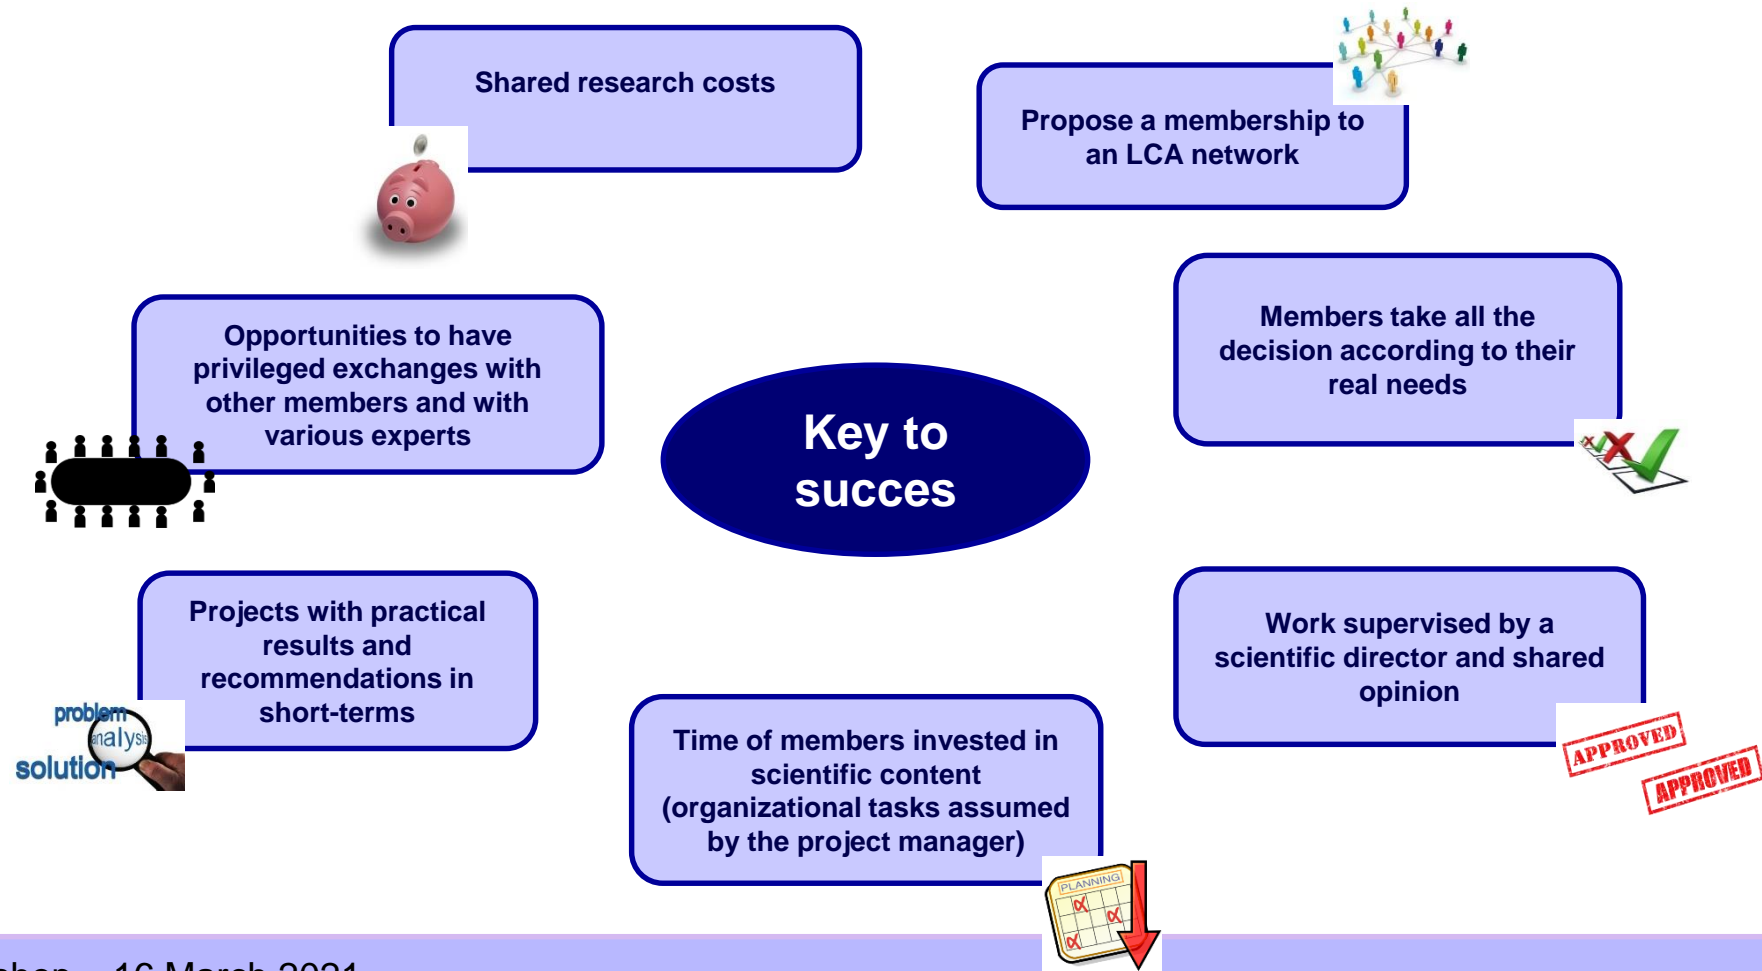 Shared research costs
Propose a membership to
an LCA network
Opportunities to have
privileged exchanges with
other members and with
various experts
Members take all the
decision according to their
real needs
Key to
succes
Projects with practical
results and
recommendations in
short-terms
problem
analysis
solution
Work supervised by a
scientific director and shared
opinion
APPROVED
APPROVED
Time of members invested in
scientific content
(organizational tasks assumed
by the project manager)
PLANNING
16 March 2021